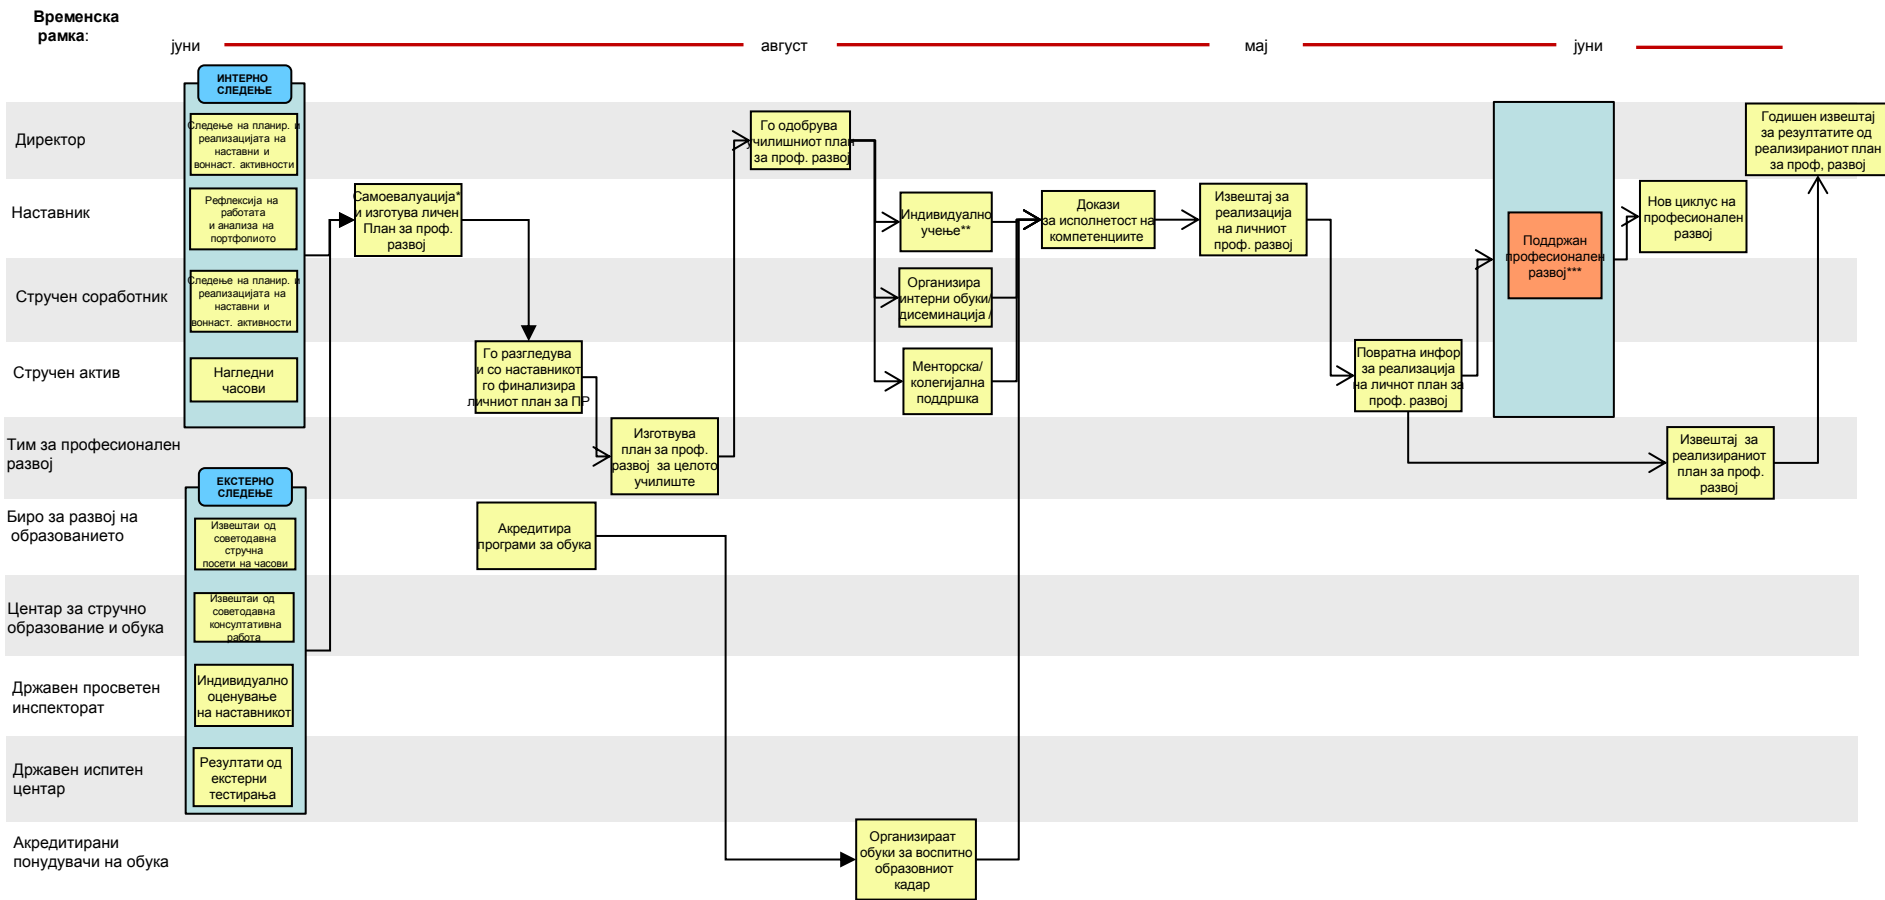 Временска
рамка:
јуни
август
мај
јуни
ИНТЕРНО
СЛЕДЕЊЕ
Директор
Следење на планир. и
реализацијата на
наставни и
воннаст. активности
Го одобрува
училишниот план
за проф. развој
Годишен извештај
за резултатите од
реализираниот план
за проф, развој
Наставник
Рефлексија на
работата
и анализа на
портфолиото
Самоевалуација*
и изготува личен
План за проф.
развој
Индивидуално
учење**
Докази
за исполнетост на
компетенциите
Извештај за
реализација
на личниот
проф. развој
Поддржан
професионален
развој***
Нов циклус на
професионален
развој
Стручен соработник
Следење на планир. и
реализацијата на
наставни и
воннаст. активности
Организира
интерни обуки/
дисеминација /
Стручен актив
Нагледни
часови
Го разгледува
и со наставникот
го финализира
личниот план за ПР
Менторска/
колегијална
поддршка
Повратна инфор
за реализација
на личнот план за
проф. развој
Тим за професионален
развој
Изготвува
план за проф.
развој за целото
училиште
Извештај за
реализираниот
план за проф.
развој
ЕКСТЕРНО
СЛЕДЕЊЕ
Биро за развој на
образованието
Извештаи од
советодавна
стручна
посети на часови
Акредитира
програми за обука
Центар за стручно
образование и обука
Извештаи од
советодавна
консултативна
работа
Државен просветен
инспекторат
Индивидуално
оценување
на наставникот
Државен испитен
центар
Резултати од
екстерни
тестирања
Акредитирани
понудувачи на обука
Организираат
обуки за воспитно
образовниот
кадар